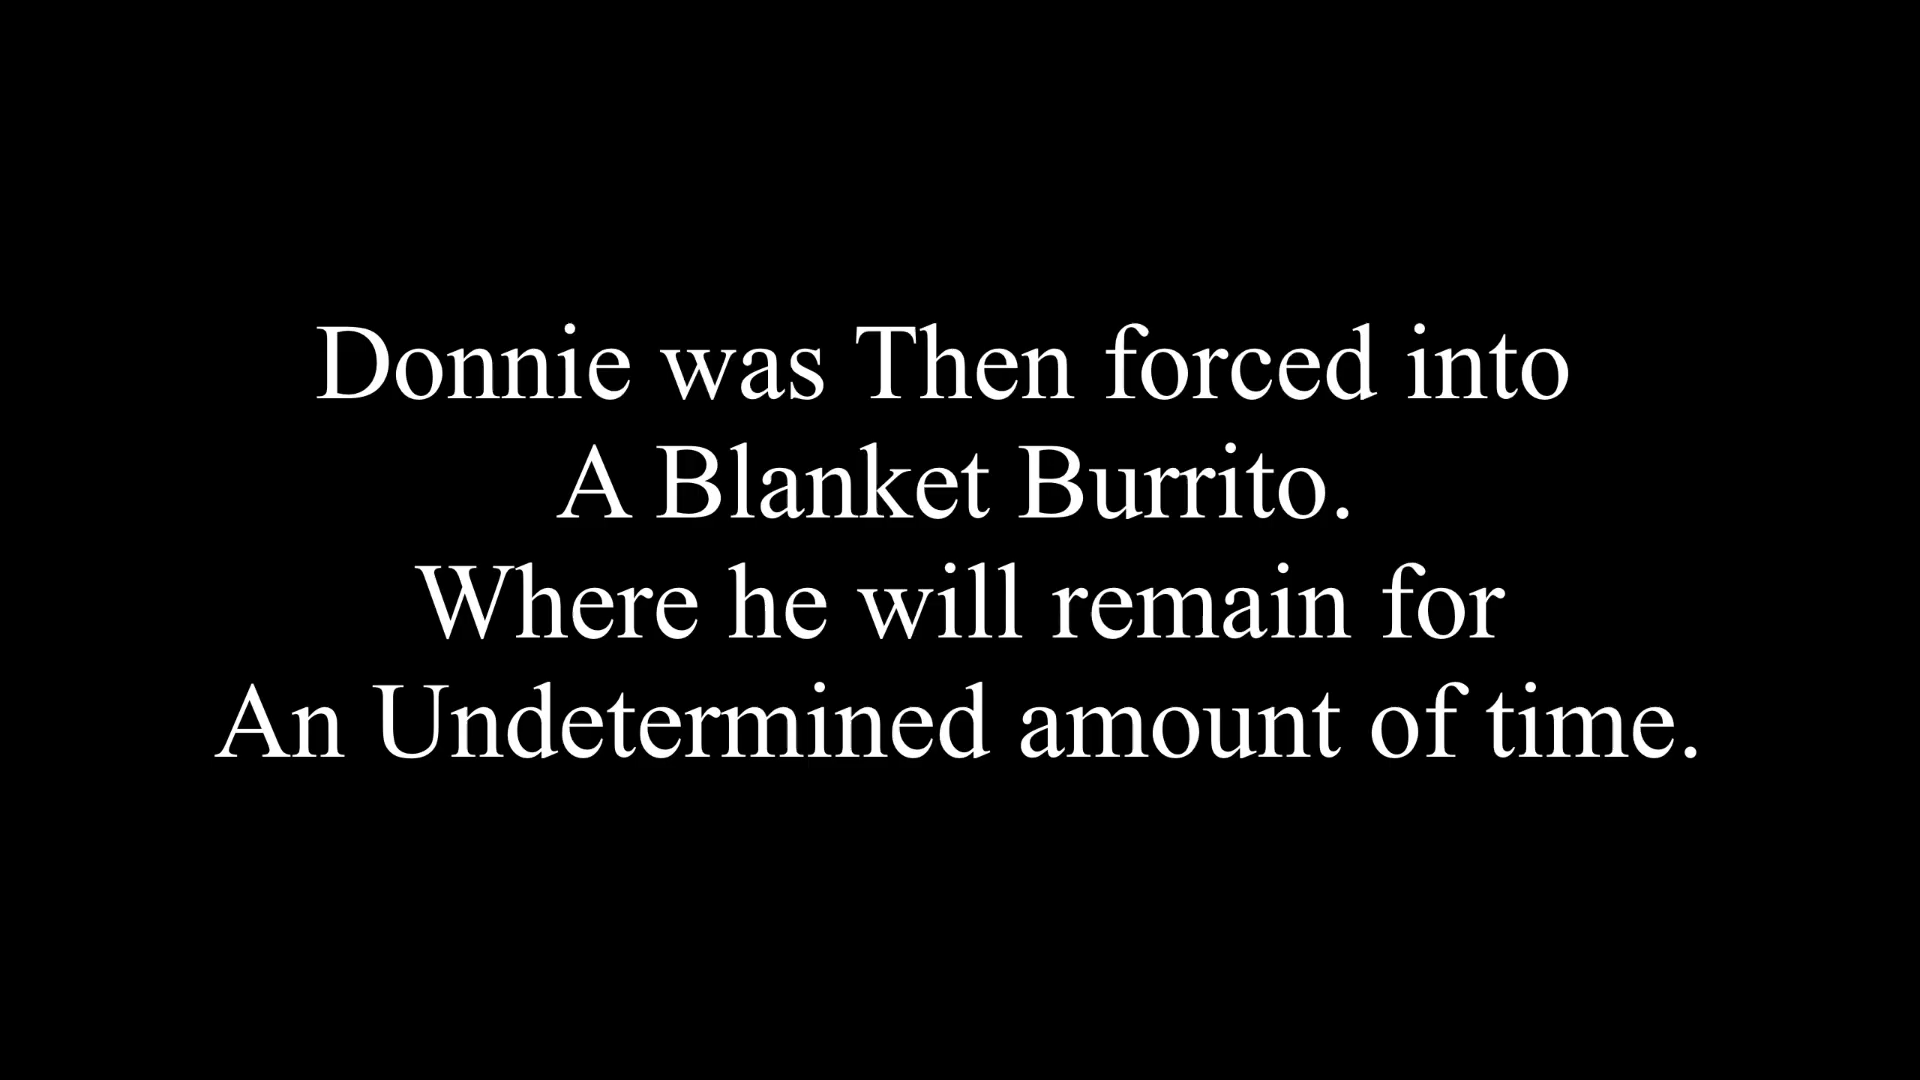 Donnie was Then forced into
A Blanket Burrito.
Where he will remain for
An Undetermined amount of time.